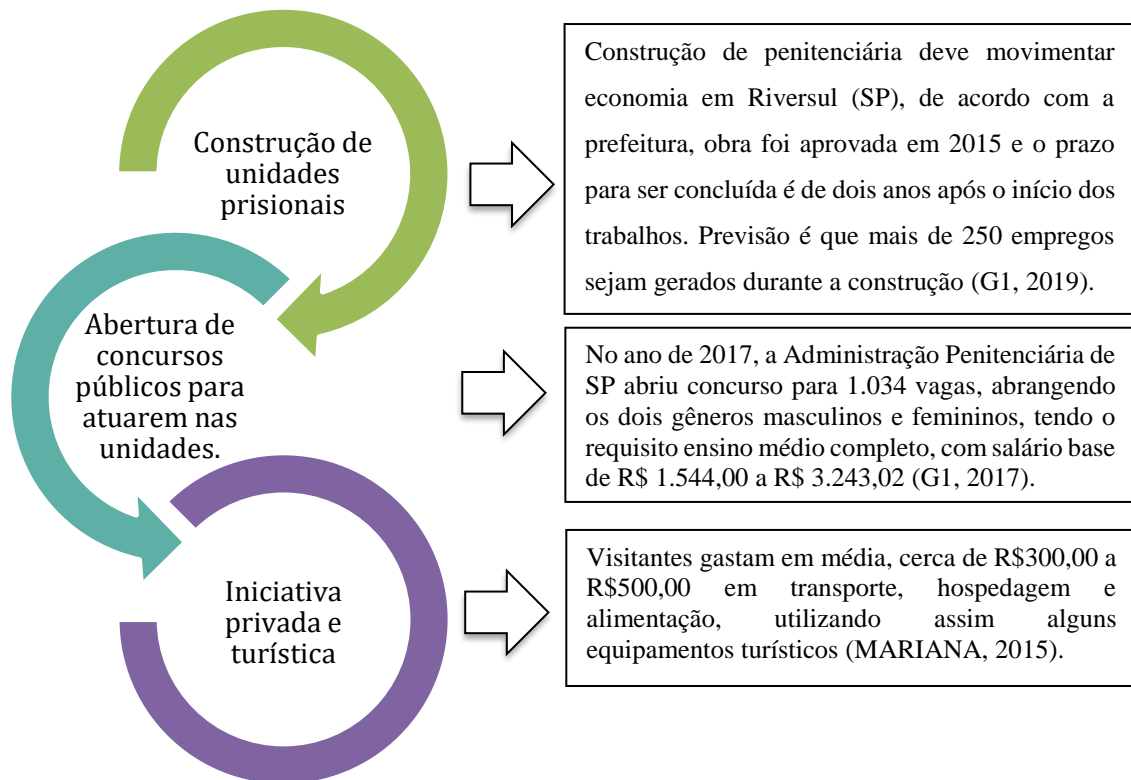 Construção de
unidades
prisionais
Construção de penitenciária deve movimentar
economia em Riversul (SP), de acordo com a
prefeitura, obra foi aprovada em 2015 e o prazo
para ser concluída é de dois anos após o início dos
trabalhos. Previsão é que mais de 250 empregos
sejam gerados durante a construção (G1, 2019).
Abertura de
concursos
públicos para
atuarem nas
unidades.
No ano de 2017, a Administração Penitenciária de
SP abriu concurso para 1.034 vagas, abrangendo
os dois gêneros masculinos e femininos, tendo o
requisito ensino médio completo, com salário base
de R$ 1.544,00 a R$ 3.243,02 (G1, 2017).
Iniciativa
privada e
turística
Visitantes gastam em média, cerca de R$300,00 a
R$500,00 em transporte, hospedagem e
alimentação, utilizando assim alguns
equipamentos turísticos (MARIANA, 2015).